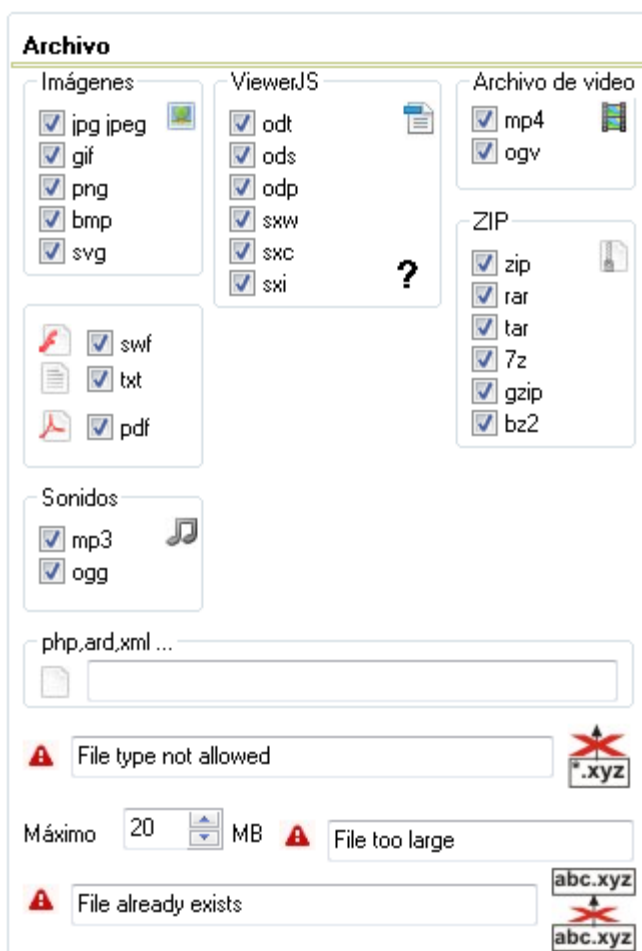 Archivo
Imágenes
jpg jpeg
gif
png
bmp
svg
ViewerJS
odt
ods
odp
sxw
sxc
sxi
?
Archivo de video
mp4
ogv
ZIP
zip
rar
tar
7z
gzip
bz2
swf
txt
pdf
Sonidos
mp3
ogg
php,ard,xml ...
File type not allowed
*.xyz
Máximo 20 MB
File too large
File already exists
abc.xyz
abc.xyz